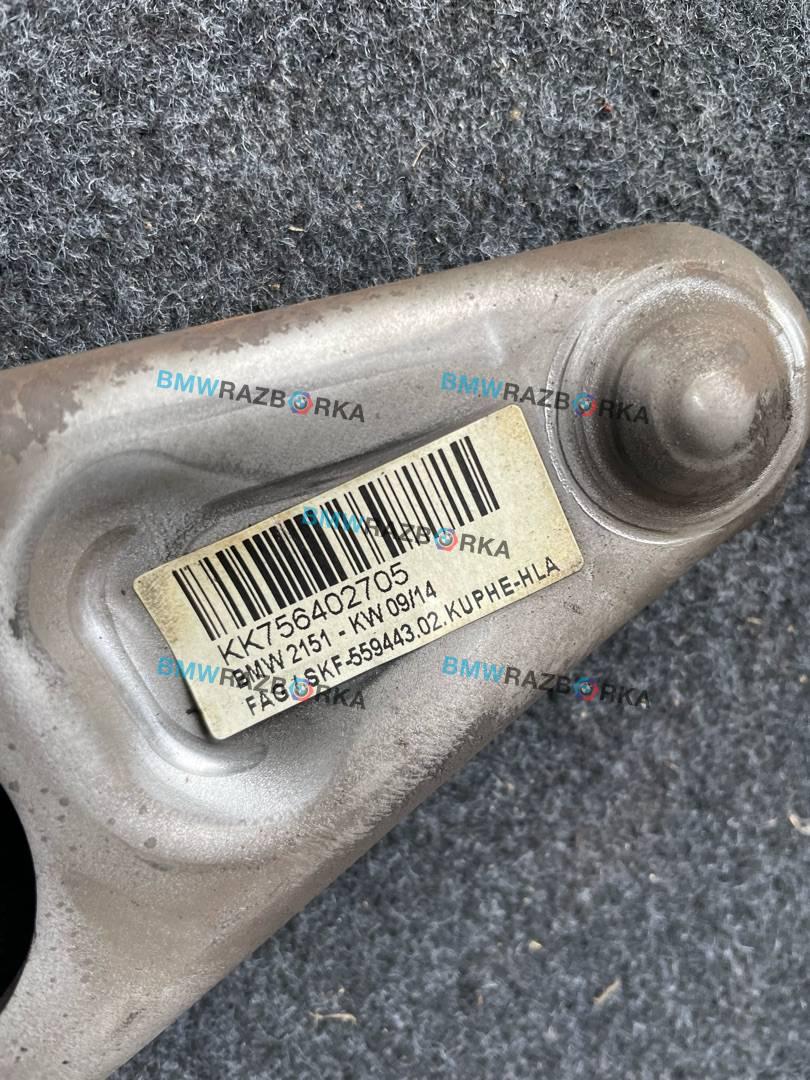 BMWRAZBORKA
BMWRAZBORKA
BMWRAZBORKA
KK756402705
BMW 2151 - KW 09/14
FAG SKF-559443.02.KUPHE-HLA
BMWRAZBORKA
BMWRAZBORKA